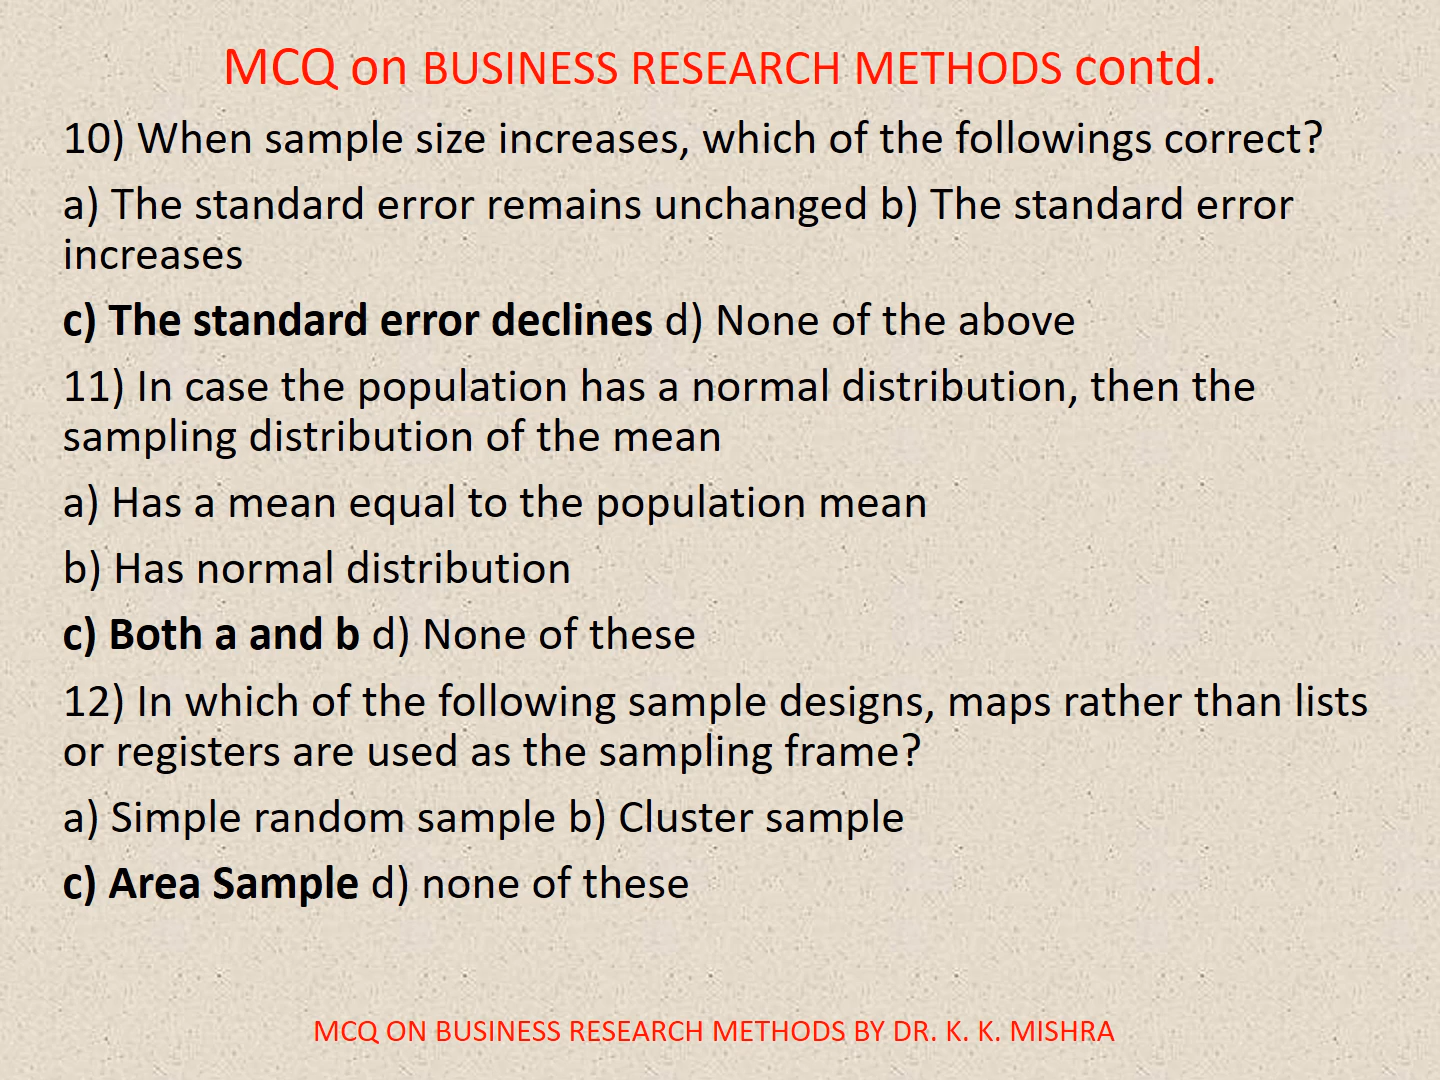 MCQ on BUSINESS RESEARCH METHODS contd.
10) When sample size increases, which of the followings correct?
a) The standard error remains unchanged b) The standard error
increases
c) The standard error declines d) None of the above
11) In case the population has a normal distribution, then the
sampling distribution of the mean
a) Has a mean equal to the population mean
b) Has normal distribution
c) Both a and b d) None of these
12) In which of the following sample designs, maps rather than lists
or registers are used as the sampling frame?
a) Simple random sample b) Cluster sample
c) Area Sample d) none of these
MCQ ON BUSINESS RESEARCH METHODS BY DR. K. K. MISHRA